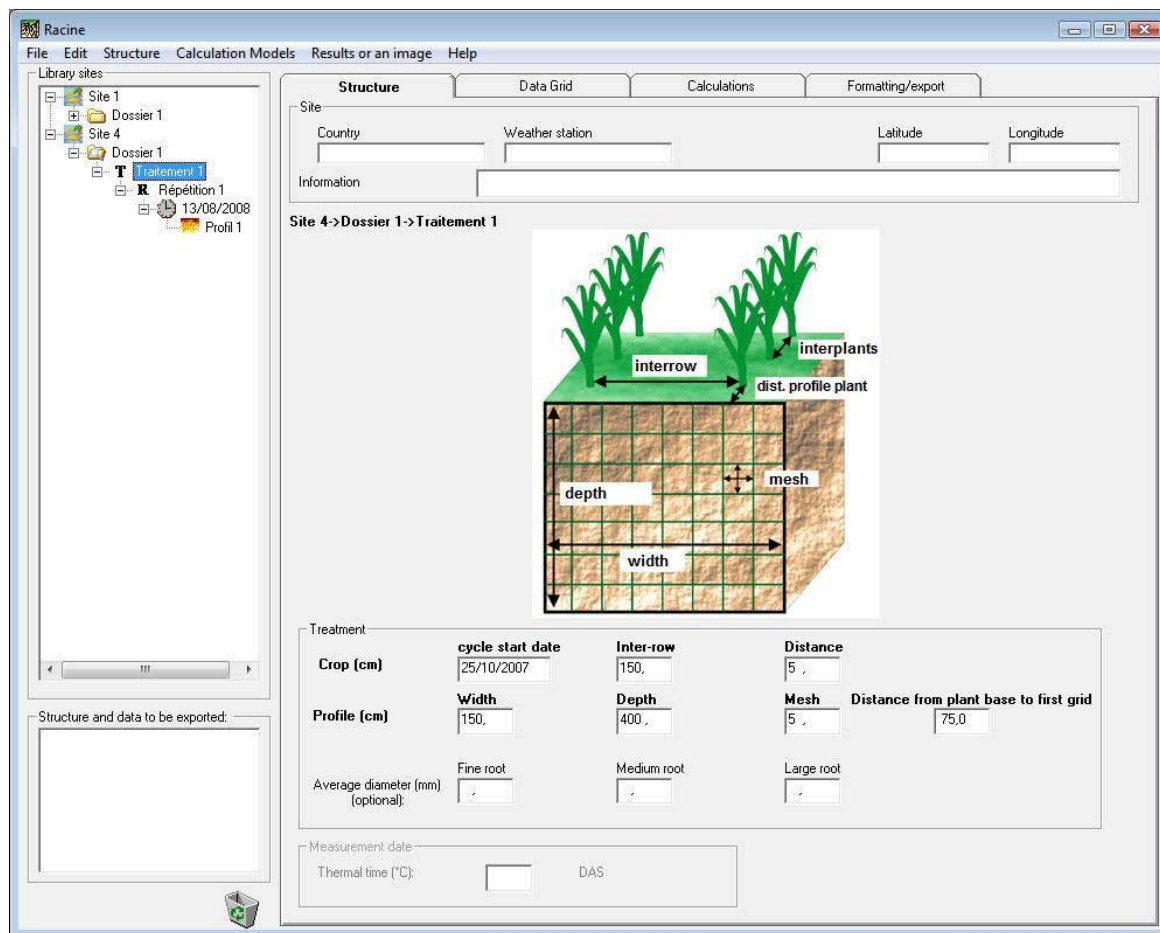 Racine
File Edit Structure Calculation Models Results or an image Help
Library sites
Site 1
Dossier 1
Site 4
Dossier 1
T Traitement 1
R Répétition 1
13/08/2008
Profil 1
Structure and data to be exported:
Structure Data Grid Calculations Formatting/export
Site
Country Weather station Latitude Longitude
Information
Site 4->Dossier 1->Traitement 1
interplants
interrow
dist. profile plant
mesh
depth
width
Treatment
cycle start date Inter-row Distance
Crop (cm) 25/10/2007 150, 5 ,
Width Depth Mesh Distance from plant base to first grid
Profile (cm) 150, 400 , 5 , 75,0
Fine root Medium root Large root
Average diameter (mm) , , ,
(optional):
Measurement date
Thermal time (°C): DAS